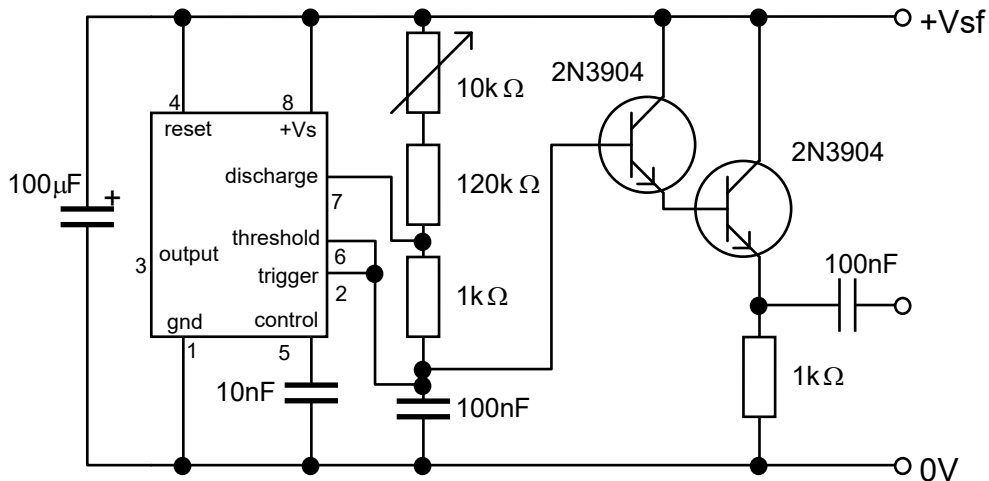 +Vsf
10kΩ
2N3904
4
8
reset
+Vs
2N3904
100μF
+
discharge
7
120kΩ
threshold
6
3
output
trigger
2
1kΩ
100nF
gnd
control
1
5
10nF
100nF
1kΩ
0V